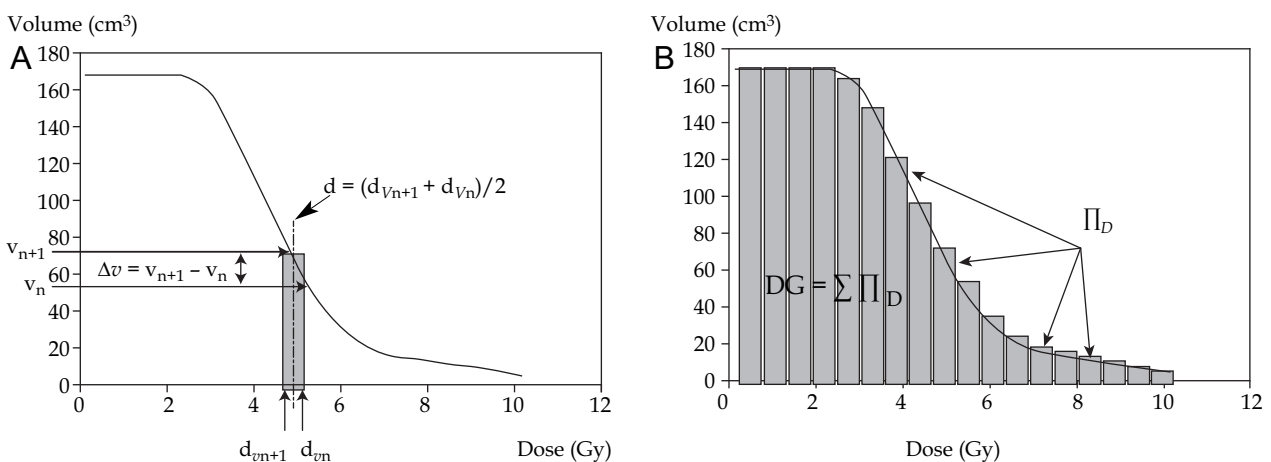 Volume (cm³)
A
180
160
140
120
100
80
60
40
20
0
0 2 4 6 8 10 12
v_{n+1}
v_n
Δv = v_{n+1} – v_n
d = (d_{Vn+1} + d_{Vn})/2
d_{vn+1} d_{vn}
Dose (Gy)
Volume (cm³)
B
180
160
140
120
100
80
60
40
20
0
0 2 4 6 8 10 12
∏_D
DG = ∑ ∏_D
Dose (Gy)